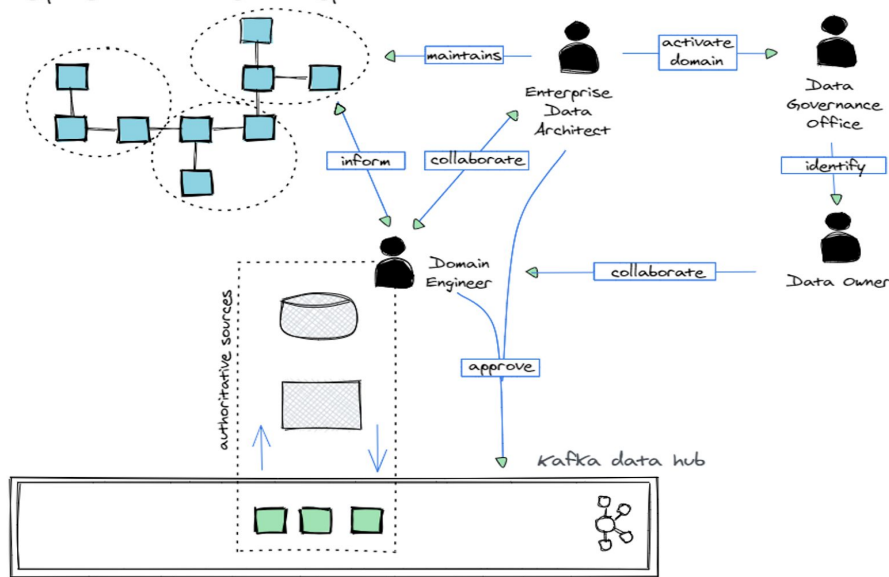 maintains
activate
domain
Enterprise
Data
Architect
Data
Governance
Office
inform
collaborate
identify
Domain
Engineer
collaborate
Data Owner
authoritative sources
approve
Kafka data hub